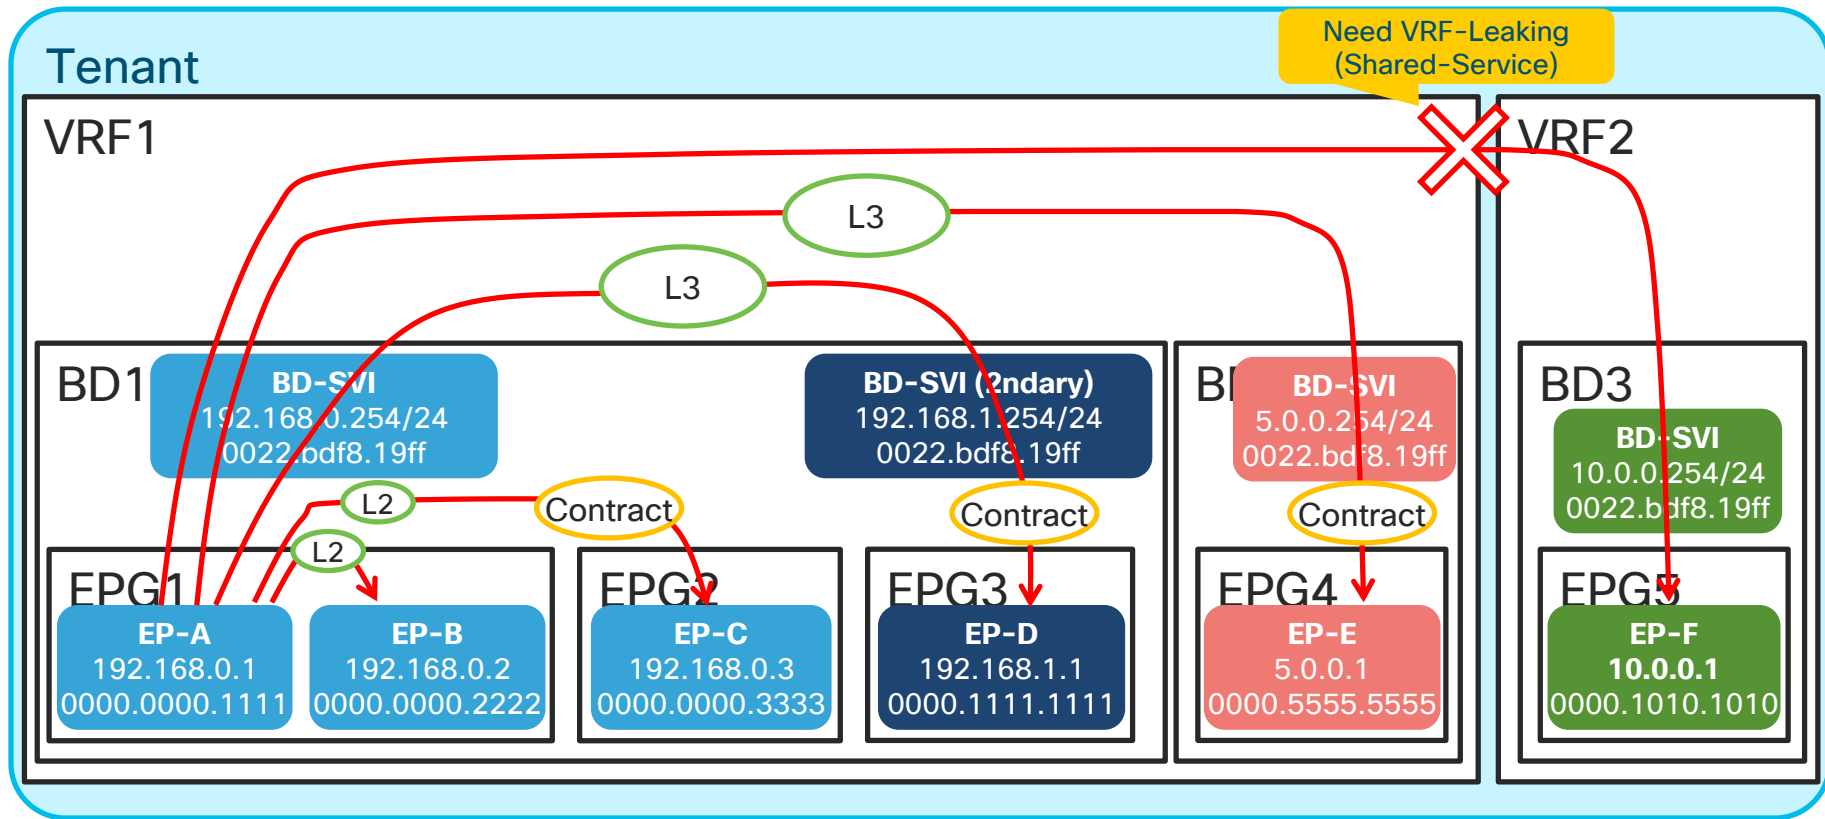 Need VRF-Leaking
(Shared-Service)
Tenant
VRF1
VRF2
L3
L3
BD1
BD-SVI
192.168.0.254/24
0022.bdf8.19ff
BD-SVI (2ndary)
192.168.1.254/24
0022.bdf8.19ff
BD-SVI
5.0.0.254/24
0022.bdf8.19ff
BD3
BD-SVI
10.0.0.254/24
0022.bdf8.19ff
L2
Contract
Contract
Contract
L2
EPG1
EPG2
EPG3
EPG4
EPG5
EP-A
192.168.0.1
0000.0000.1111
EP-B
192.168.0.2
0000.0000.2222
EP-C
192.168.0.3
0000.0000.3333
EP-D
192.168.1.1
0000.1111.1111
EP-E
5.0.0.1
0000.5555.5555
EP-F
10.0.0.1
0000.1010.1010